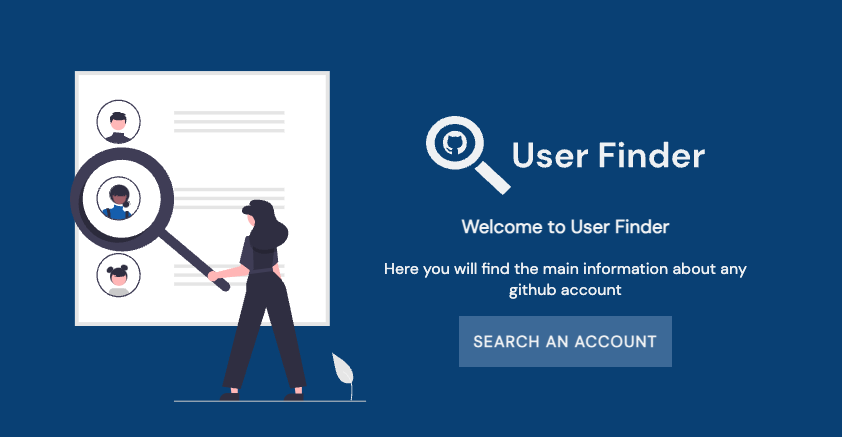 User Finder
Welcome to User Finder
Here you will find the main information about any
github account
SEARCH AN ACCOUNT